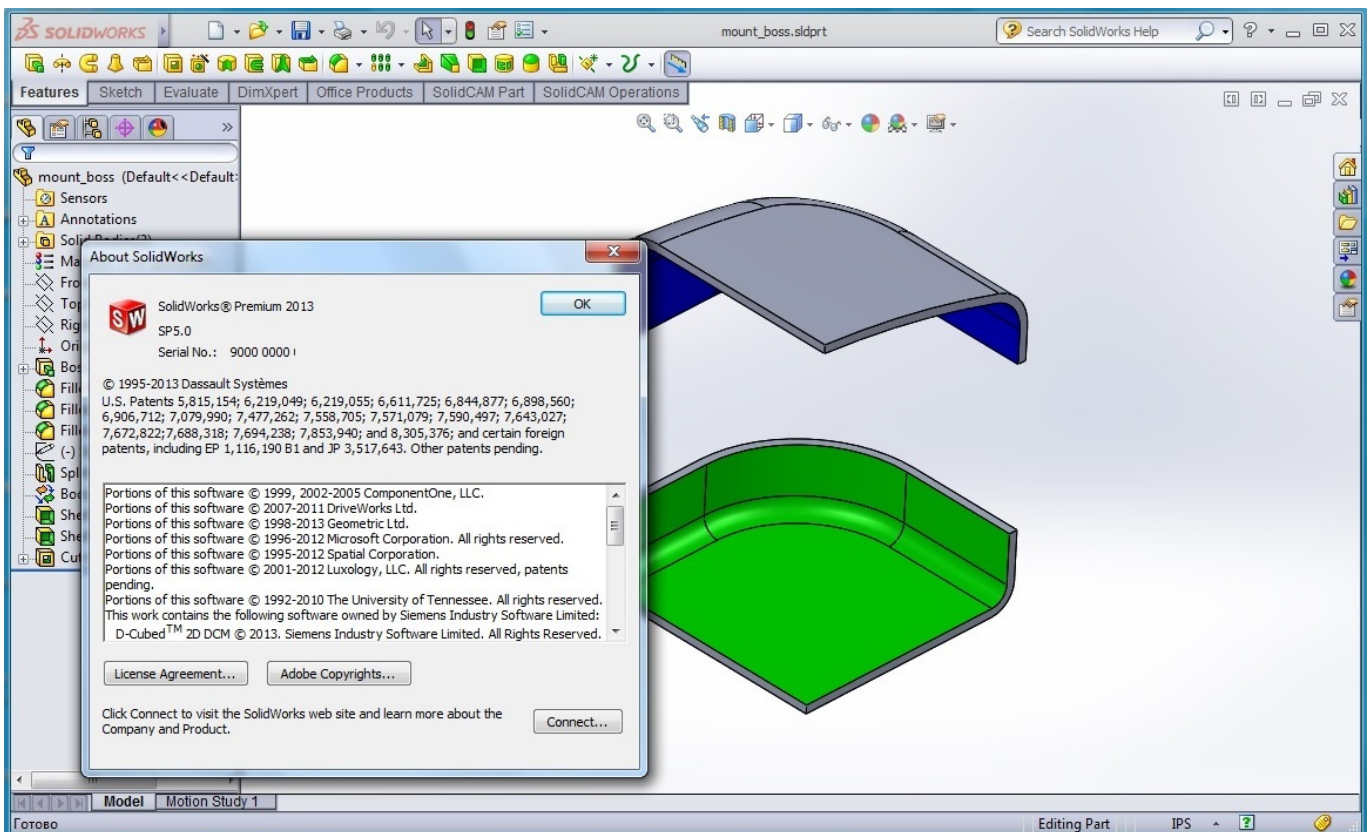 SOLIDWORKS
mount_boss.sldprt
Search SolidWorks Help
Features Sketch Evaluate DimXpert Office Products SolidCAM Part SolidCAM Operations
mount_boss (Default<<Default
Sensors
A Annotations
About SolidWorks
SolidWorks® Premium 2013
SP5.0
Serial No.: 9000 0000
OK
© 1995-2013 Dassault Systèmes
U.S. Patents 5,815,154; 6,219,049; 6,219,055; 6,611,725; 6,844,877; 6,898,560;
6,906,712; 7,079,990; 7,477,262; 7,558,705; 7,571,079; 7,590,497; 7,643,027;
7,672,822;7,688,318; 7,694,238; 7,853,940; and 8,305,376; and certain foreign
patents, including EP 1,116,190 B1 and JP 3,517,643. Other patents pending.
Portions of this software © 1999, 2002-2005 ComponentOne, LLC.
Portions of this software © 2007-2011 DriveWorks Ltd.
Portions of this software © 1998-2013 Geometric Ltd.
Portions of this software © 1996-2012 Microsoft Corporation. All rights reserved.
Portions of this software © 1995-2012 Spatial Corporation.
Portions of this software © 2001-2012 Luxology, LLC. All rights reserved, patents
pending.
Portions of this software © 1992-2010 The University of Tennessee. All rights reserved.
This work contains the following software owned by Siemens Industry Software Limited:
D-Cubed™ 2D DCM © 2013. Siemens Industry Software Limited. All Rights Reserved.
License Agreement... Adobe Copyrights...
Click Connect to visit the SolidWorks web site and learn more about the
Company and Product.
Connect...
Model Motion Study 1
Готово
Editing Part IPS